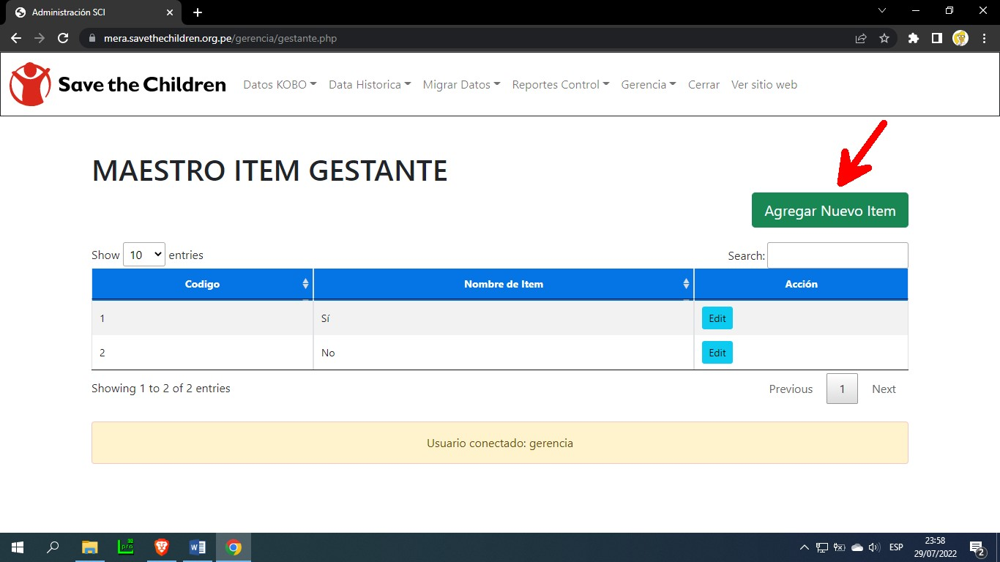 Administración SCI
mera.savethechildren.org.pe/gerencia/gestante.php
Save the Children Datos KOBO Data Historica Migrar Datos Reportes Control Gerencia Cerrar Ver sitio web
MAESTRO ITEM GESTANTE
Agregar Nuevo Item
Show 10 entries Search:
Codigo Nombre de Item Acción
1 Sí Edit
2 No Edit
Showing 1 to 2 of 2 entries Previous 1 Next
Usuario conectado: gerencia
32
pro
W
ESP
23:58
29/07/2022
2